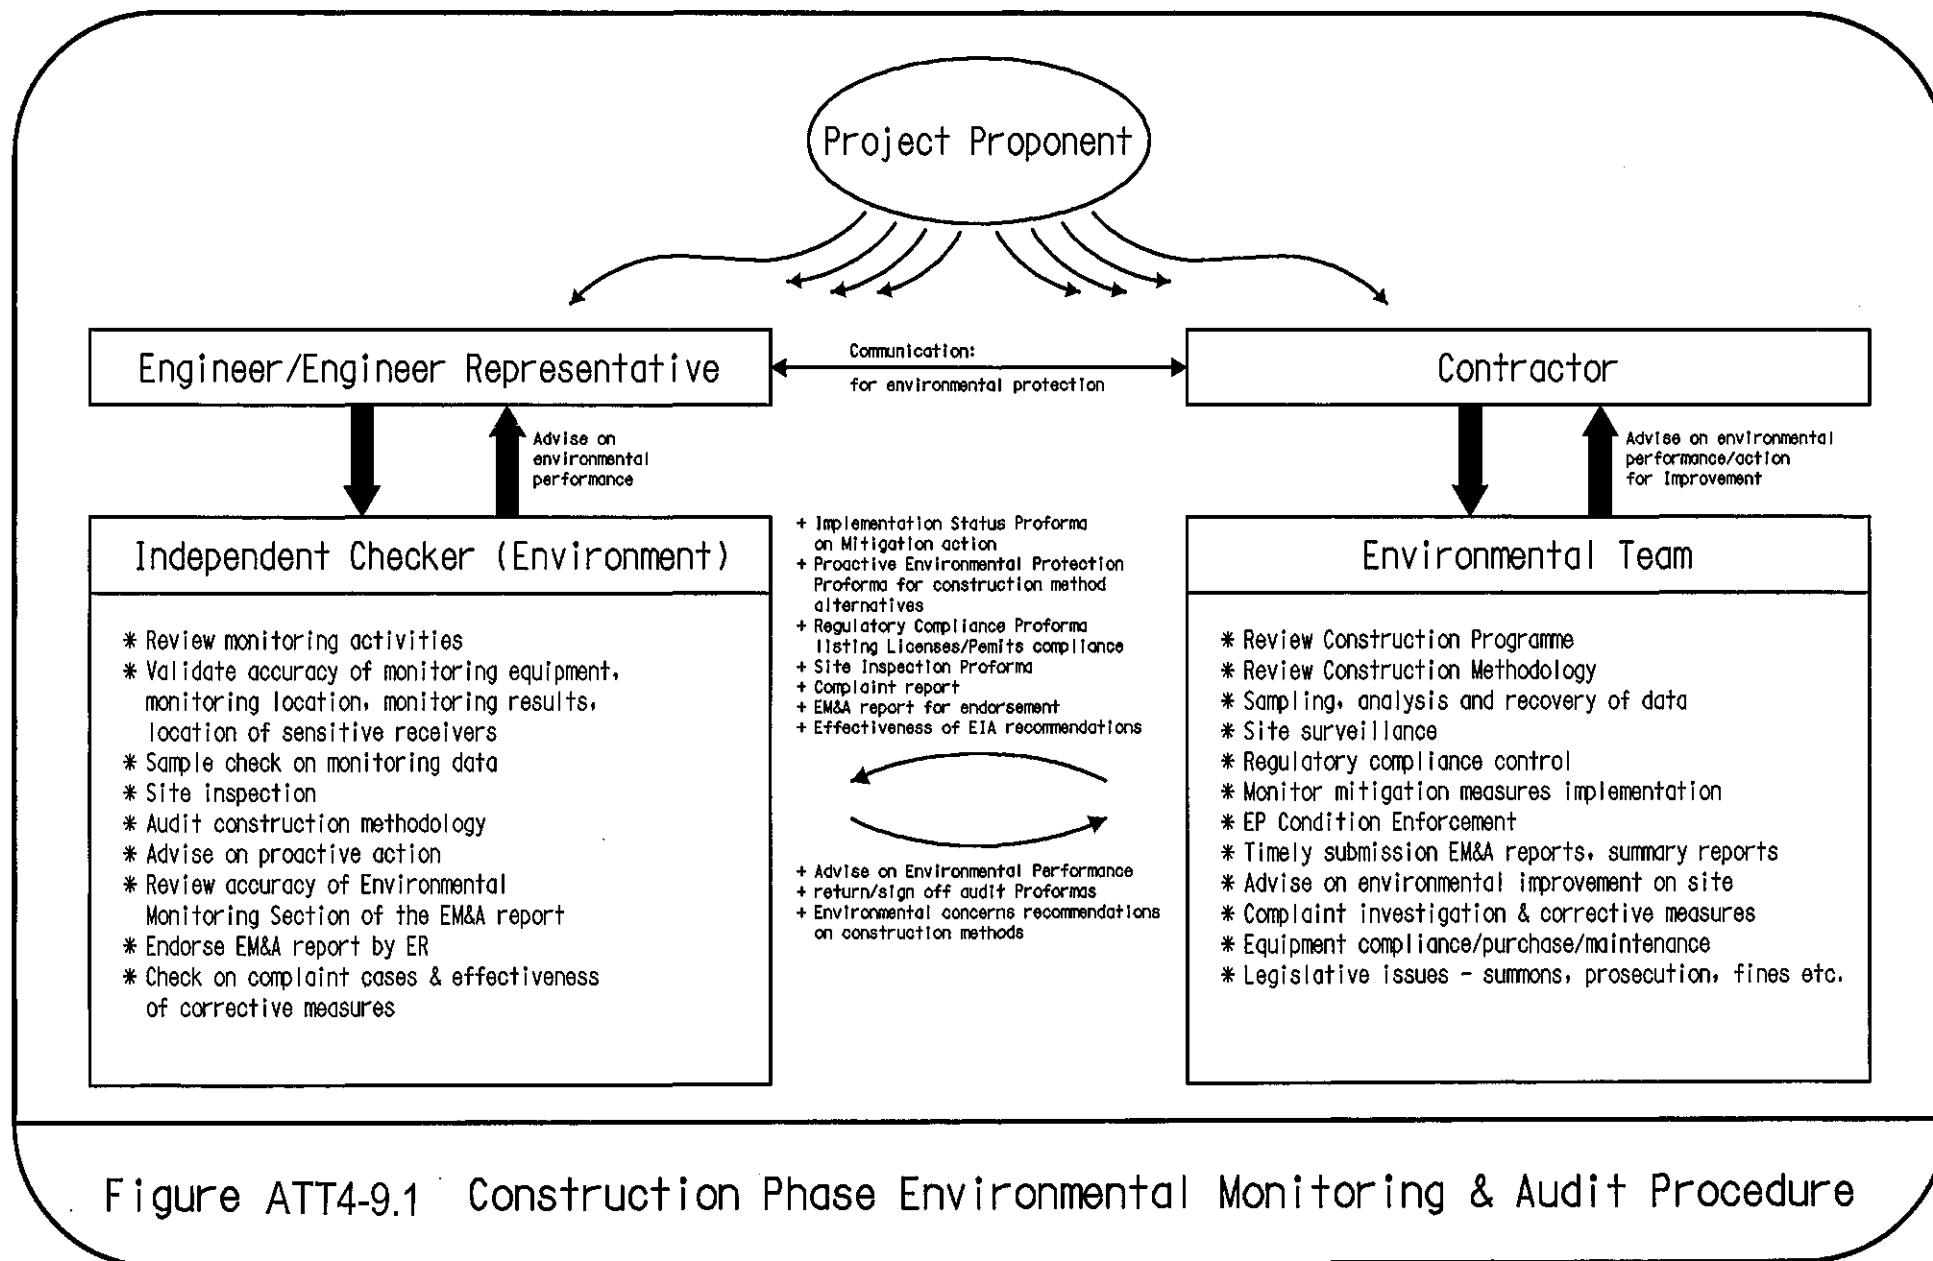 Project Proponent
Engineer/Engineer Representative
Communication:
for environmental protection
Contractor
Advise on
environmental
performance
Advise on environmental
performance/action
for Improvement
Independent Checker (Environment)
* Review monitoring activities
* Validate accuracy of monitoring equipment,
monitoring location, monitoring results,
location of sensitive receivers
* Sample check on monitoring data
* Site inspection
* Audit construction methodology
* Advise on proactive action
* Review accuracy of Environmental
Monitoring Section of the EM&A report
* Endorse EM&A report by ER
* Check on complaint cases & effectiveness
of corrective measures
+ Implementation Status Proforma
on Mitigation action
+ Proactive Environmental Protection
Proforma for construction method
alternatives
+ Regulatory Compliance Proforma
listing Licenses/Pemits compliance
+ Site Inspection Proforma
+ Complaint report
+ EM&A report for endorsement
+ Effectiveness of EIA recommendations
+ Advise on Environmental Performance
+ return/sign off audit Proformas
+ Environmental concerns recommendations
on construction methods
Environmental Team
* Review Construction Programme
* Review Construction Methodology
* Sampling, analysis and recovery of data
* Site surveillance
* Regulatory compliance control
* Monitor mitigation measures implementation
* EP Condition Enforcement
* Timely submission EM&A reports, summary reports
* Advise on environmental improvement on site
* Complaint investigation & corrective measures
* Equipment compliance/purchase/maintenance
* Legislative issues - summons, prosecution, fines etc.
Figure ATT4-9.1 Construction Phase Environmental Monitoring & Audit Procedure